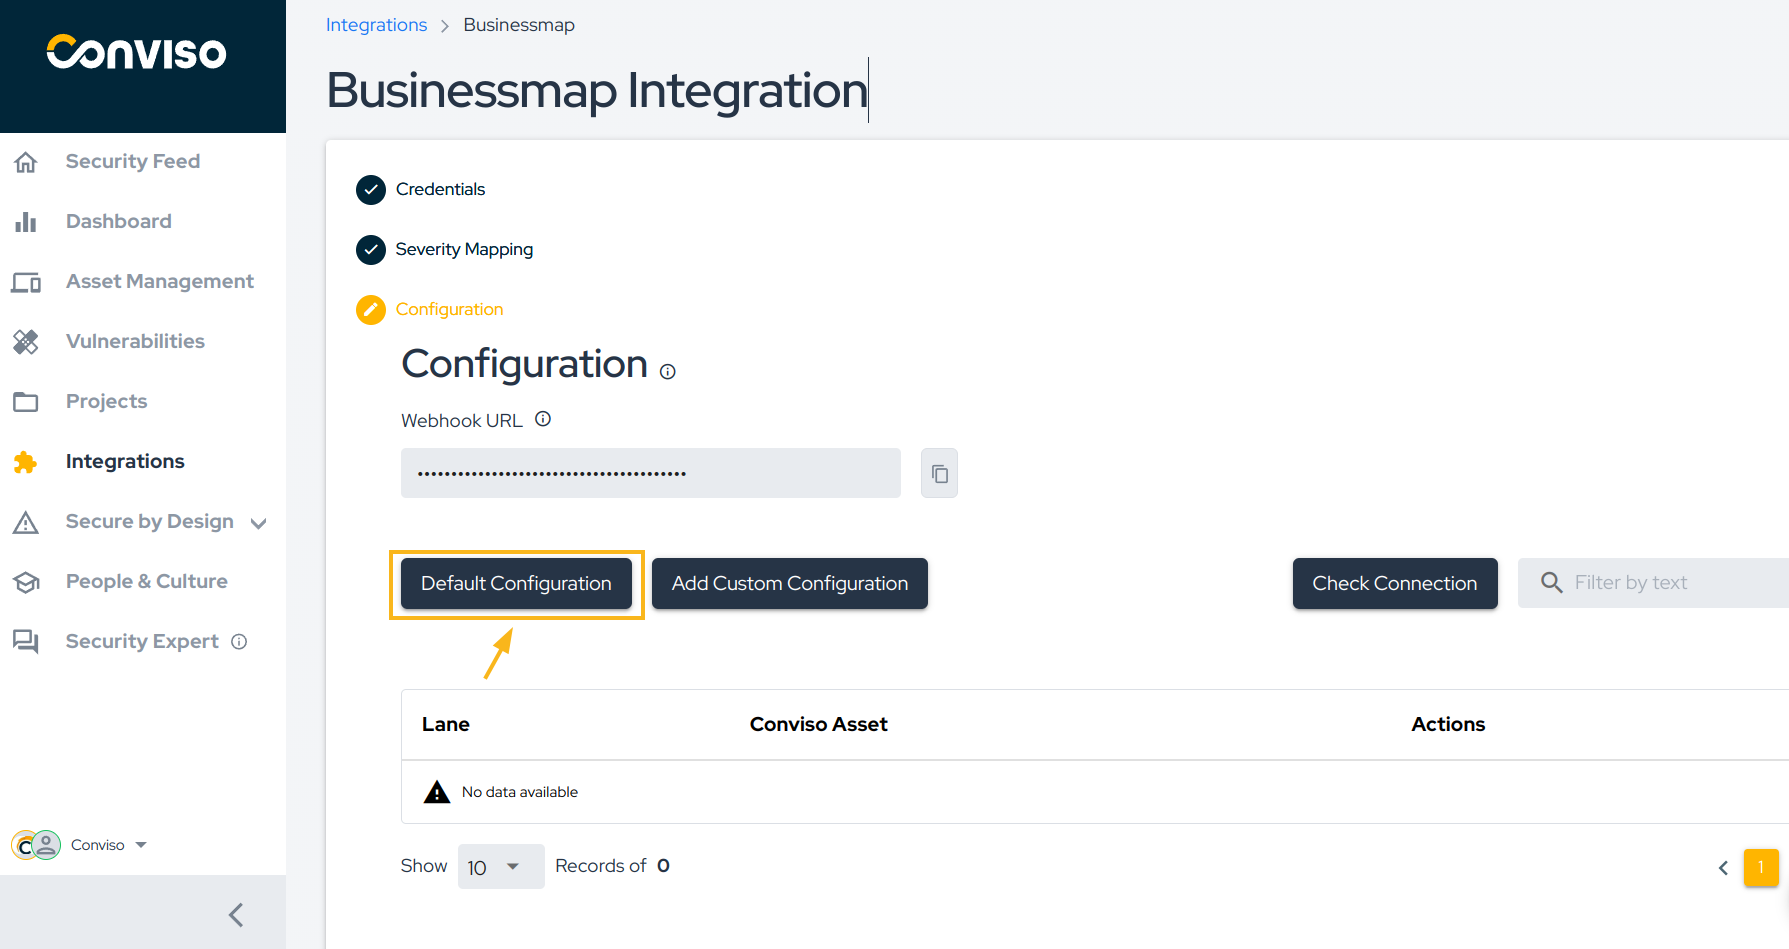 Conviso
Security Feed
Dashboard
Asset Management
Vulnerabilities
Projects
Integrations
Secure by Design
People & Culture
Security Expert
Conviso
Integrations > Businessmap
Businessmap Integration
Credentials
Severity Mapping
Configuration
Configuration
Webhook URL
••••••••••••••••••••••••••••••••••••••••
Default Configuration Add Custom Configuration Check Connection Filter by text
Lane Conviso Asset Actions
No data available
Show 10 Records of 0 1